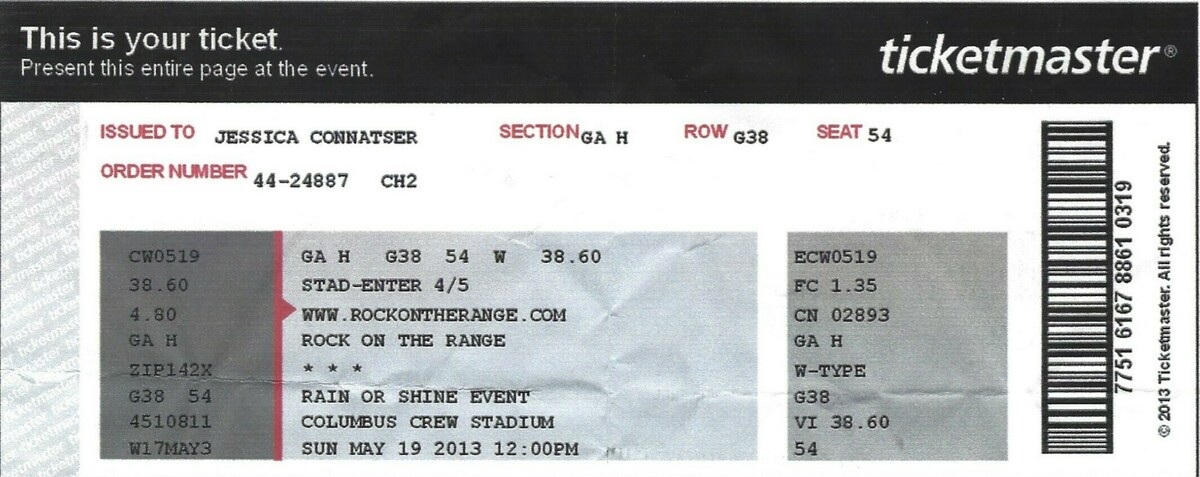 This is your ticket.
Present this entire page at the event.
ticketmaster®
ISSUED TO JESSICA CONNATSER SECTION GA H ROW G38 SEAT 54
ORDER NUMBER 44-24887 CH2
CW0519
38.60
4.80
GA H
ZIP142X
G38 54
4510811
W17MAY3
GA H G38 54 W 38.60
STAD-ENTER 4/5
WWW.ROCKONTHERANGE.COM
ROCK ON THE RANGE
* * *
RAIN OR SHINE EVENT
COLUMBUS CREW STADIUM
SUN MAY 19 2013 12:00PM
ECW0519
FC 1.35
CN 02893
GA H
W-TYPE
G38
VI 38.60
54
7751 6167 8861 0319
© 2013 Ticketmaster. All rights reserved.